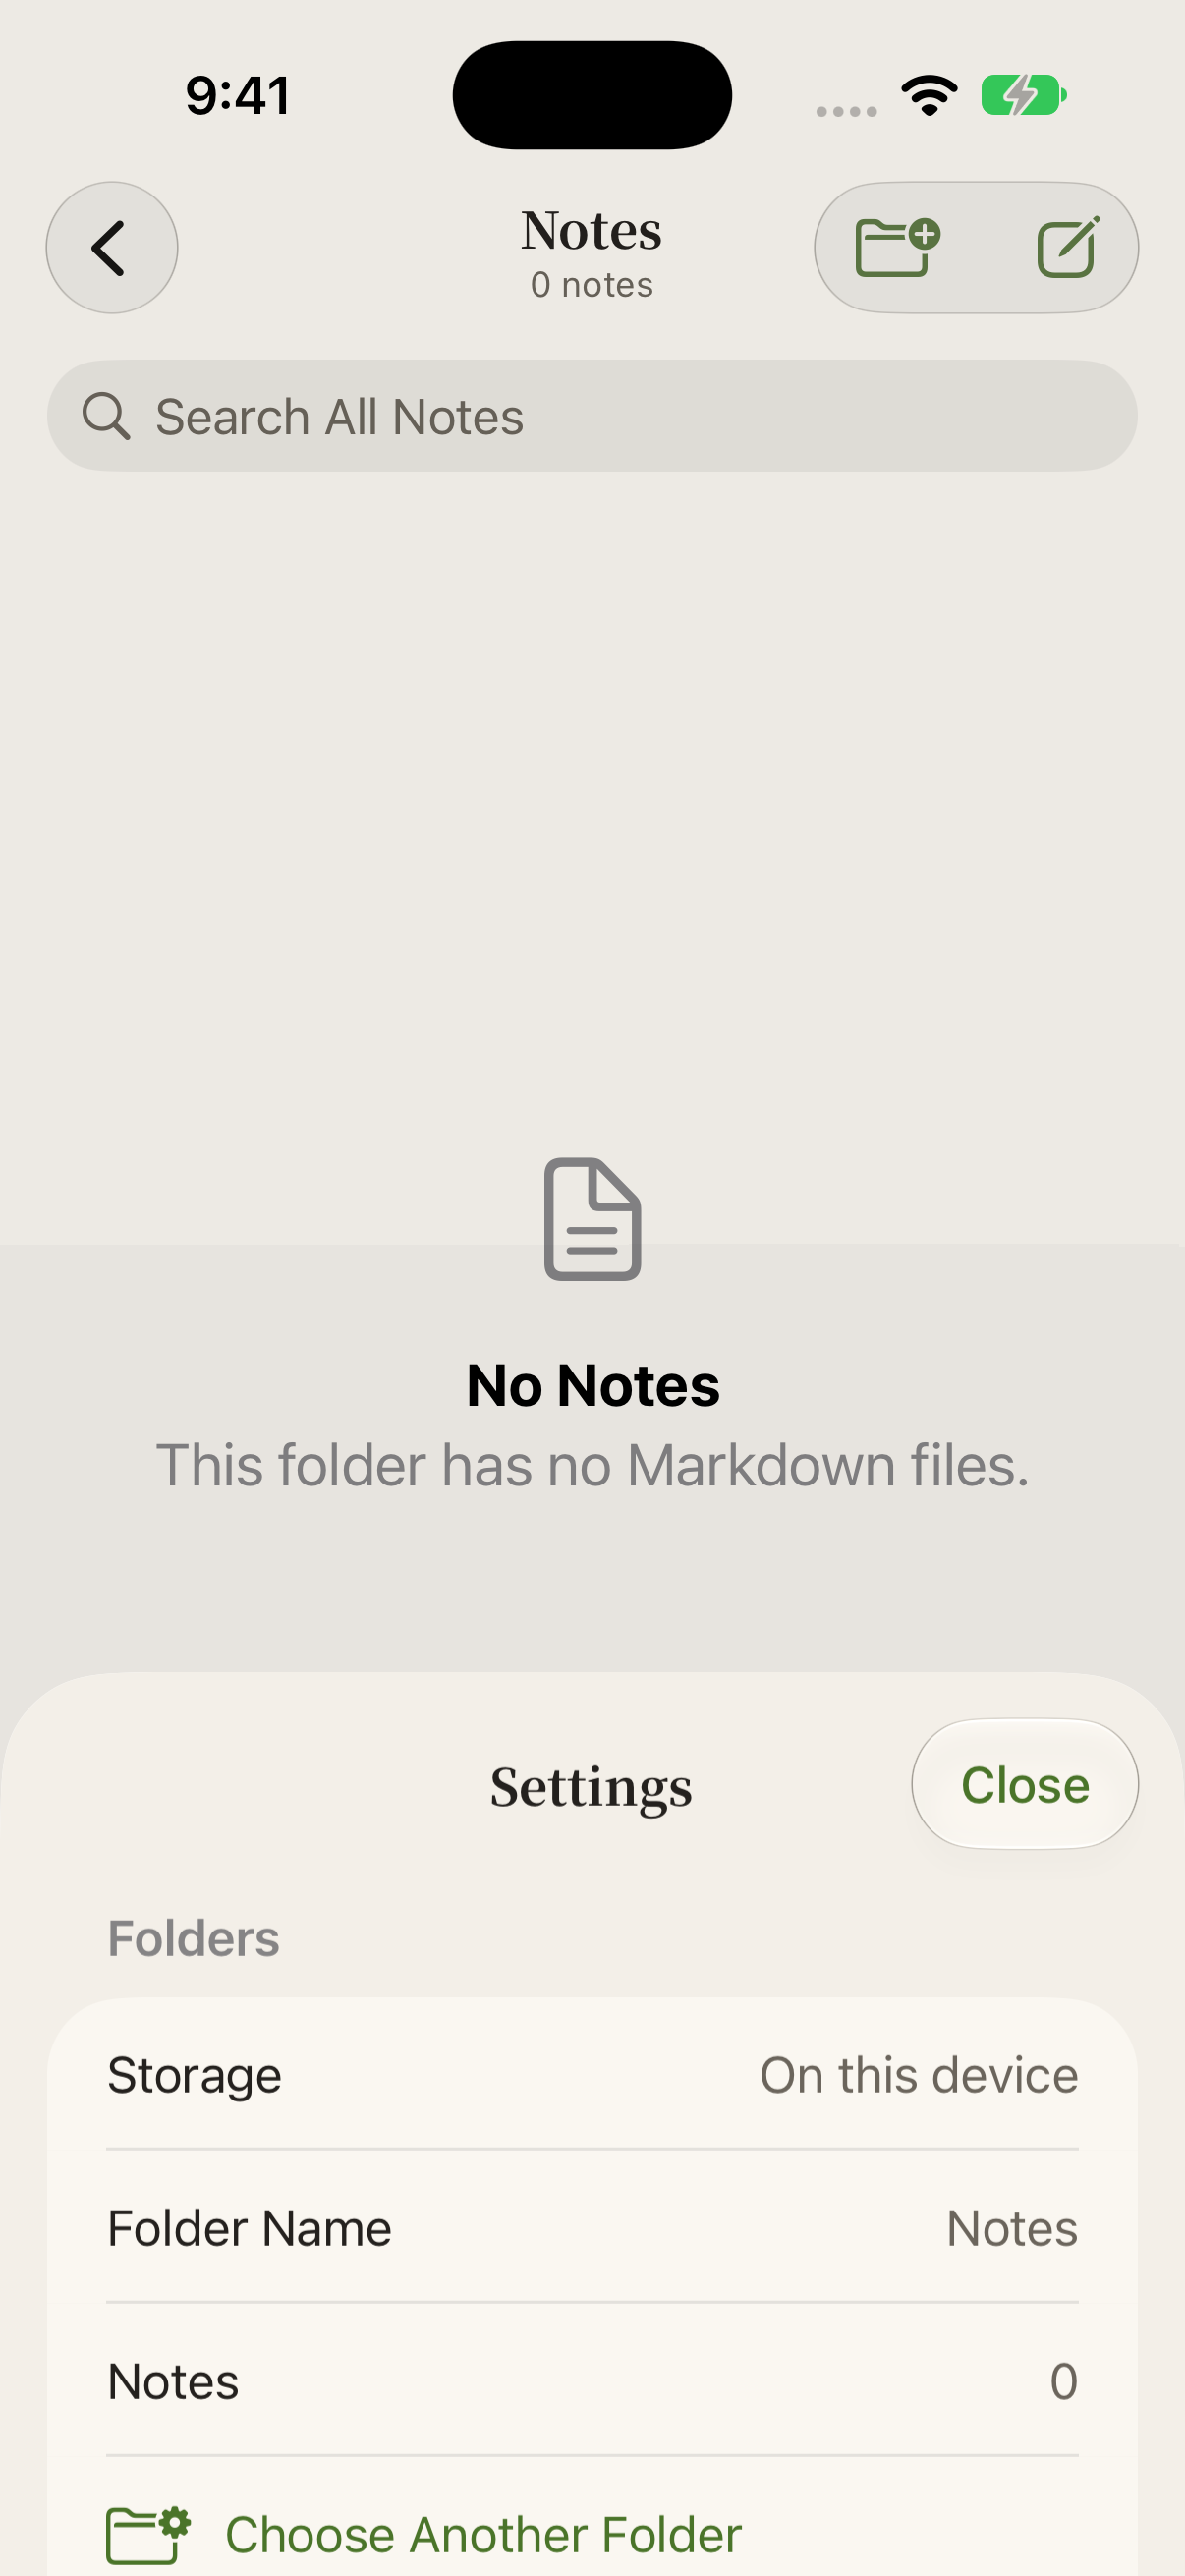 9:41
Notes
0 notes
Search All Notes
No Notes
This folder has no Markdown files.
Settings
Close
Folders
Storage On this device
Folder Name Notes
Notes 0
Choose Another Folder